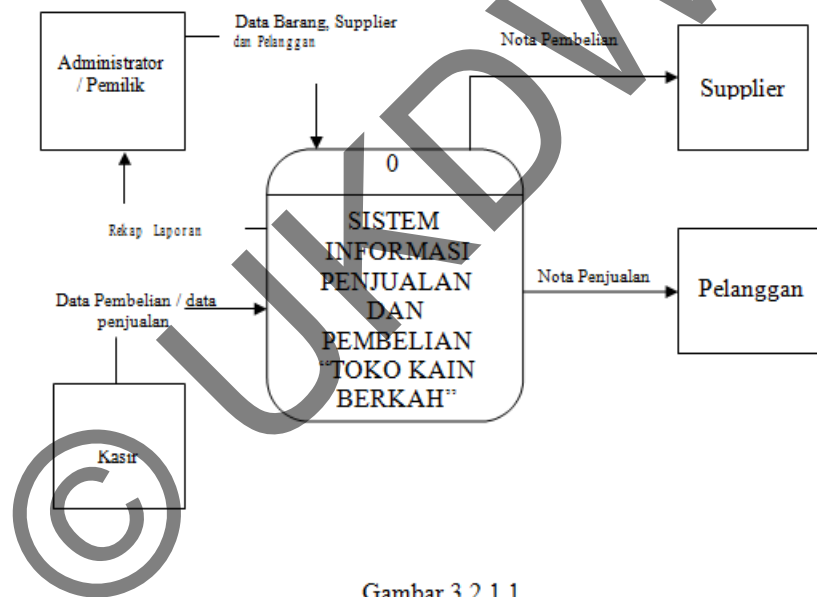 Data Barang, Supplier
dan Pelanggan
Administrator
/ Pemilik
Nota Pembelian
Supplier
0
SISTEM
INFORMASI
PENJUALAN
DAN
PEMBELIAN
“TOKO KAIN
BERKAH”
Rekap Laporan
Nota Penjualan
Pelanggan
Data Pembelian / data
penjualan
Kasir
© UKDW
Gambar 3.2.1.1